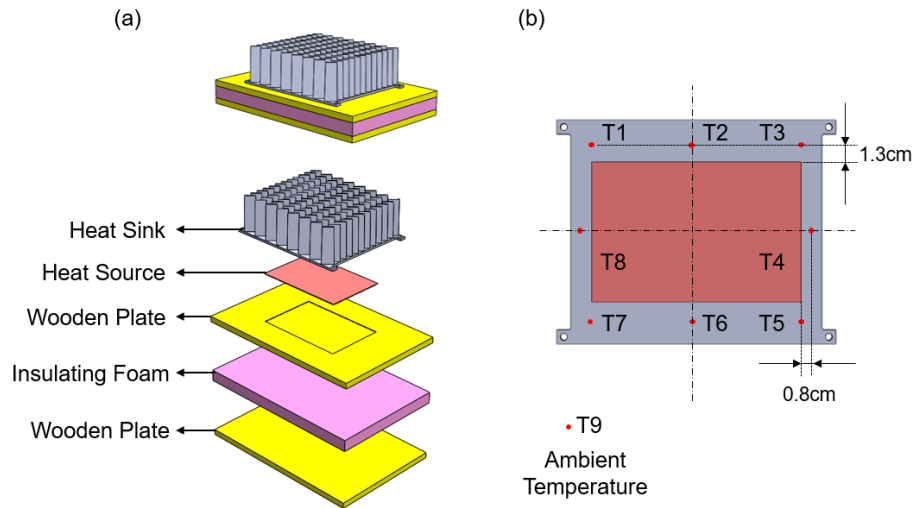 (a)
Heat Sink
Heat Source
Wooden Plate
Insulating Foam
Wooden Plate
(b)
T1 T2 T3
1.3cm
T8 T4
T7 T6 T5
0.8cm
T9
Ambient
Temperature